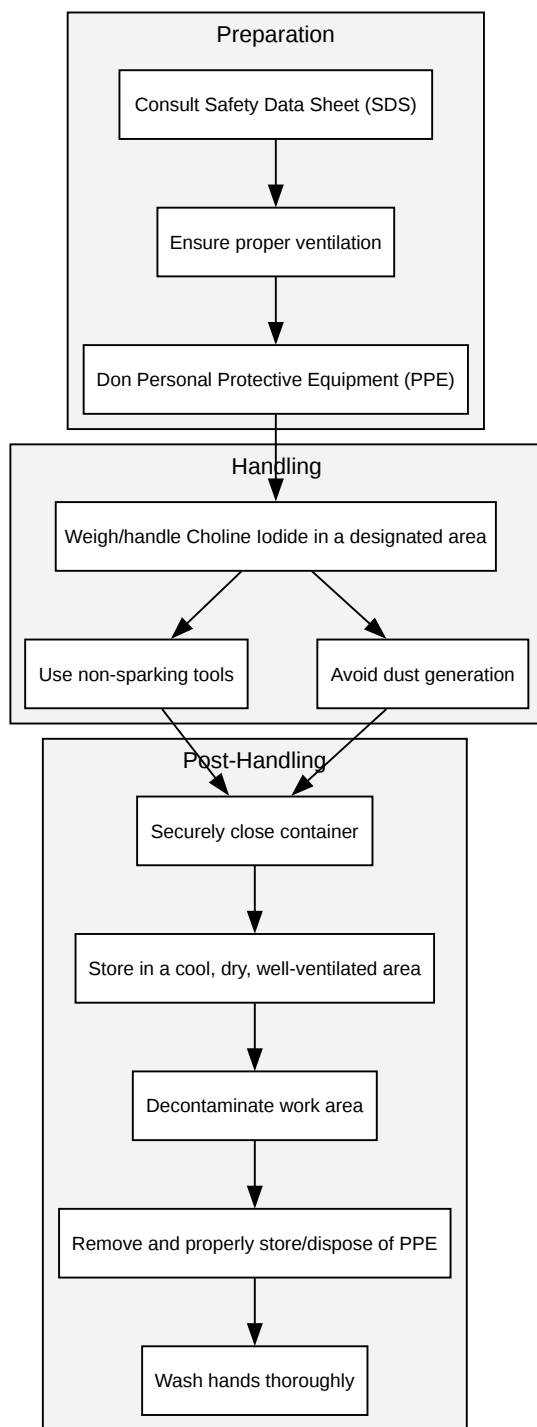 Preparation
Consult Safety Data Sheet (SDS)
Ensure proper ventilation
Don Personal Protective Equipment (PPE)
Handling
Weigh/handle Choline Iodide in a designated area
Use non-sparking tools
Avoid dust generation
Post-Handling
Securely close container
Store in a cool, dry, well-ventilated area
Decontaminate work area
Remove and properly store/dispose of PPE
Wash hands thoroughly